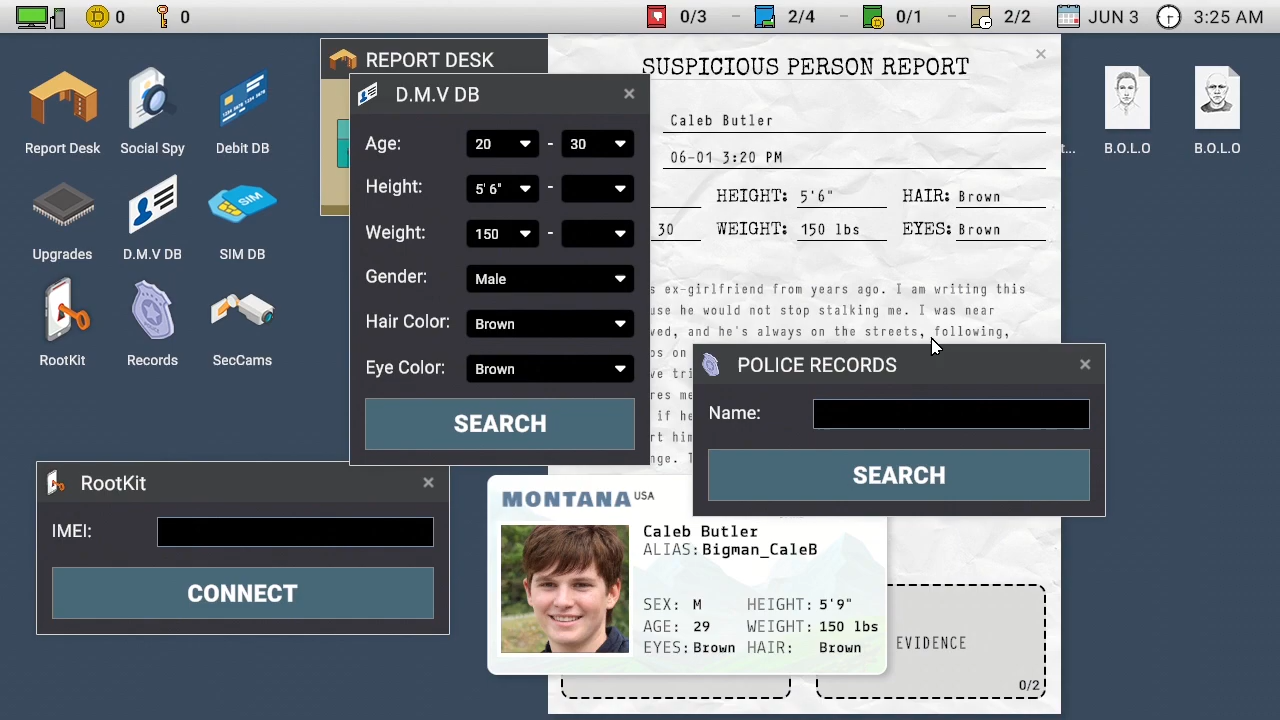 0
0
0/3
2/4
0/1
2/2
JUN 3
3:25 AM
REPORT DESK
SUSPICIOUS PERSON REPORT
Report Desk
Social Spy
Debit DB
Upgrades
D.M.V DB
SIM DB
RootKit
Records
SecCams
B.O.L.O
B.O.L.O
D.M.V DB
Age: 20 - 30
Height: 5' 6" -
Weight: 150 -
Gender: Male
Hair Color: Brown
Eye Color: Brown
SEARCH
Caleb Butler
06-01 3:20 PM
HEIGHT: 5'6" HAIR: Brown
30 WEIGHT: 150 lbs EYES: Brown
ex-girlfriend from years ago. I am writing this
he would not stop stalking me. I was near
and he's always on the streets, following,
POLICE RECORDS
Name:
SEARCH
RootKit
IMEI:
CONNECT
MONTANA USA
Caleb Butler
ALIAS: Bigman_CaleB
SEX: M HEIGHT: 5'9"
AGE: 29 WEIGHT: 150 lbs
EYES: Brown HAIR: Brown
EVIDENCE
0/2